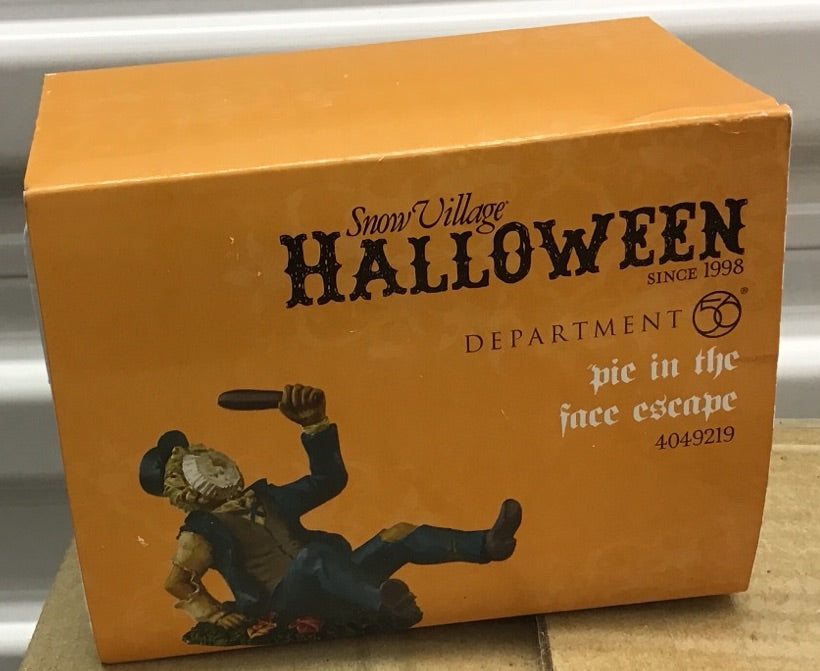 Snow Village
HALLOWEEN
SINCE 1998
DEPARTMENT 56®
pie in the
face escape
4049219